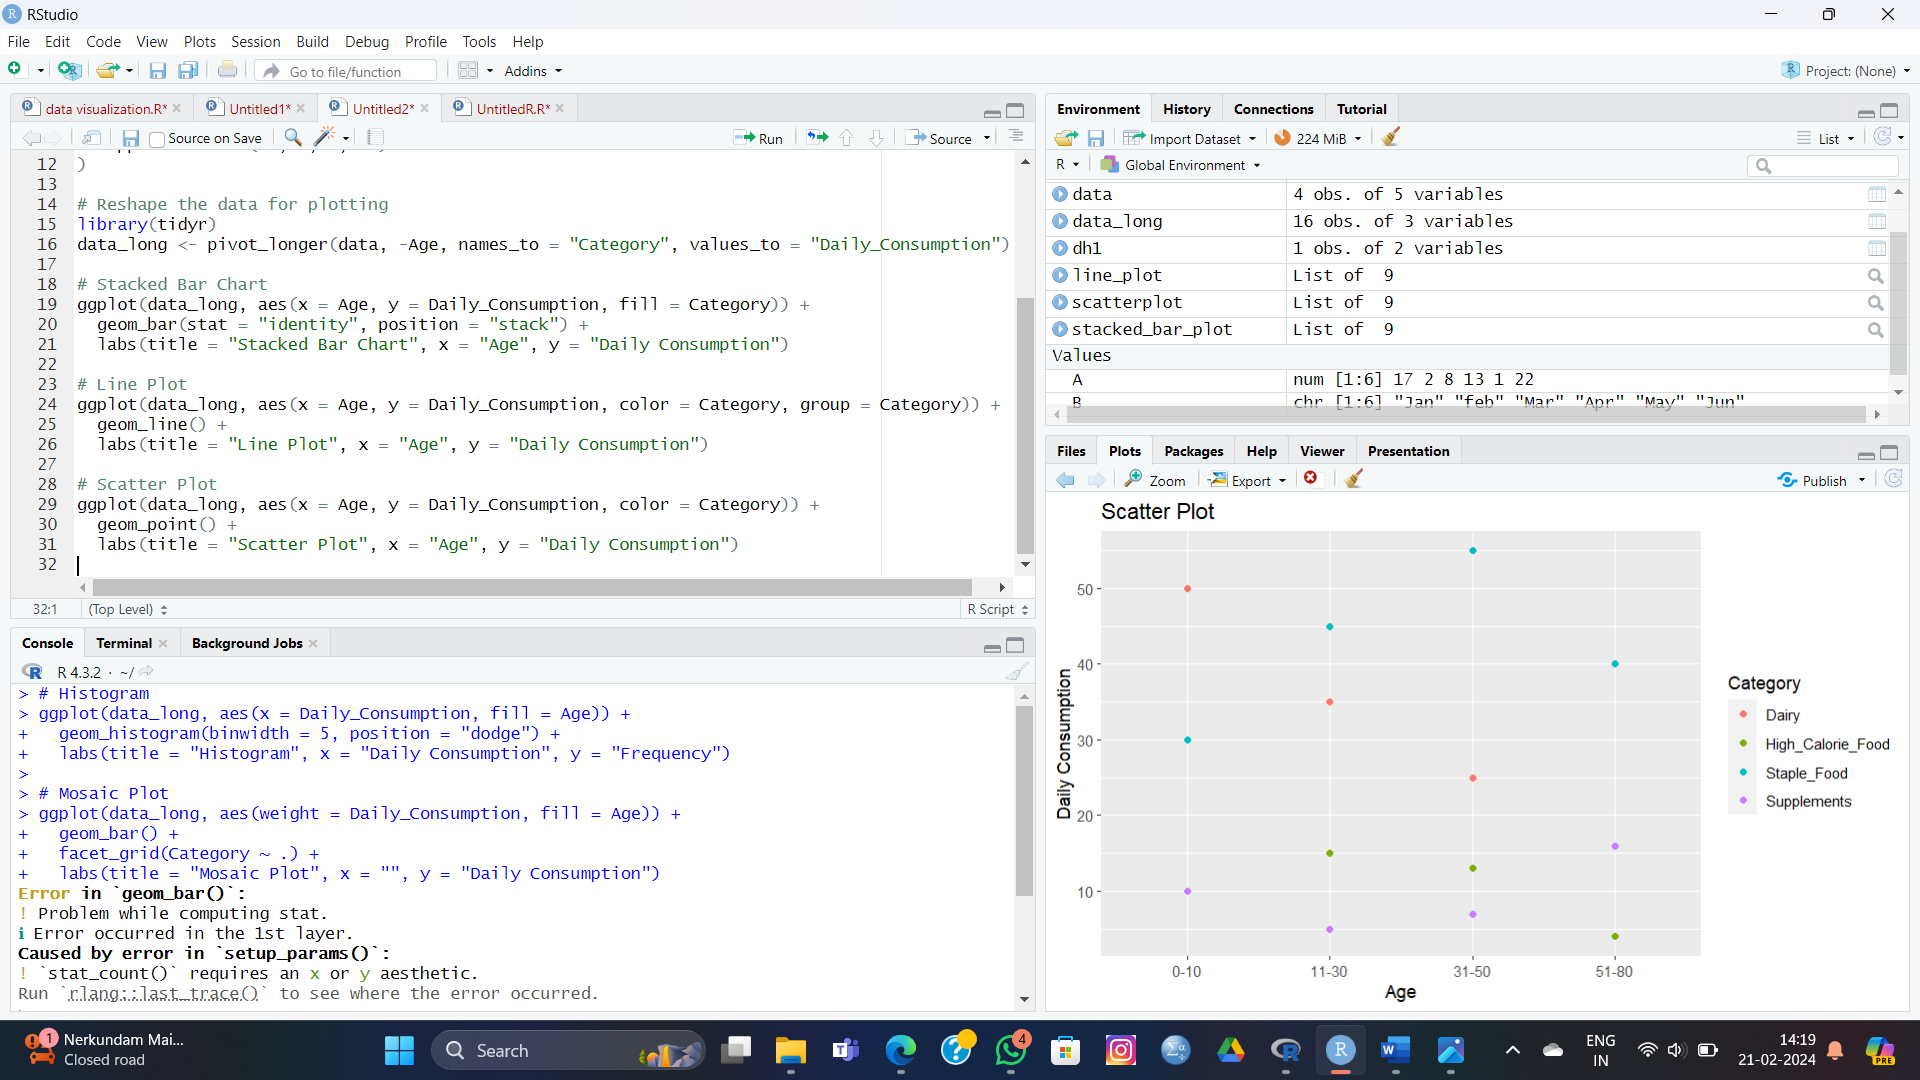 RStudio
File Edit Code View Plots Session Build Debug Profile Tools Help
Go to file/function Addins Project: (None)
data visualization.R* Untitled1* Untitled2* UntitledR.R*
Source on Save Run Source
12 )
13
14 # Reshape the data for plotting
15 library(tidyr)
16 data_long <- pivot_longer(data, -Age, names_to = "Category", values_to = "Daily_Consumption")
17
18 # Stacked Bar Chart
19 ggplot(data_long, aes(x = Age, y = Daily_Consumption, fill = Category)) +
20 geom_bar(stat = "identity", position = "stack") +
21 labs(title = "Stacked Bar Chart", x = "Age", y = "Daily Consumption")
22
23 # Line Plot
24 ggplot(data_long, aes(x = Age, y = Daily_Consumption, color = Category, group = Category)) +
25 geom_line() +
26 labs(title = "Line Plot", x = "Age", y = "Daily Consumption")
27
28 # Scatter Plot
29 ggplot(data_long, aes(x = Age, y = Daily_Consumption, color = Category)) +
30 geom_point() +
31 labs(title = "Scatter Plot", x = "Age", y = "Daily Consumption")
32
32:1 (Top Level) R Script
Console Terminal Background Jobs
R 4.3.2 · ~/
> # Histogram
> ggplot(data_long, aes(x = Daily_Consumption, fill = Age)) +
+ geom_histogram(binwidth = 5, position = "dodge") +
+ labs(title = "Histogram", x = "Daily Consumption", y = "Frequency")
>
> # Mosaic Plot
> ggplot(data_long, aes(weight = Daily_Consumption, fill = Age)) +
+ geom_bar() +
+ facet_grid(Category ~ .) +
+ labs(title = "Mosaic Plot", x = "", y = "Daily Consumption")
Error in `geom_bar()`:
! Problem while computing stat.
ℹ Error occurred in the 1st layer.
Caused by error in `setup_params()`:
! `stat_count()` requires an x or y aesthetic.
Run `rlang::last_trace()` to see where the error occurred.
Environment History Connections Tutorial
Import Dataset 224 MiB List
R Global Environment
data 4 obs. of 5 variables
data_long 16 obs. of 3 variables
dh1 1 obs. of 2 variables
line_plot List of 9
scatterplot List of 9
stacked_bar_plot List of 9
Values
A num [1:6] 17 2 8 13 1 22
B chr [1:6] "Jan" "feb" "Mar" "Apr" "May" "Jun"
Files Plots Packages Help Viewer Presentation
Zoom Export Publish
Scatter Plot
50
40
30
20
10
Daily Consumption
0-10 11-30 31-50 51-80
Age
Category
Dairy
High_Calorie_Food
Staple_Food
Supplements
1 Nerkundam Mai...
Closed road
Search
4
ENG
IN
14:19
21-02-2024
PRE